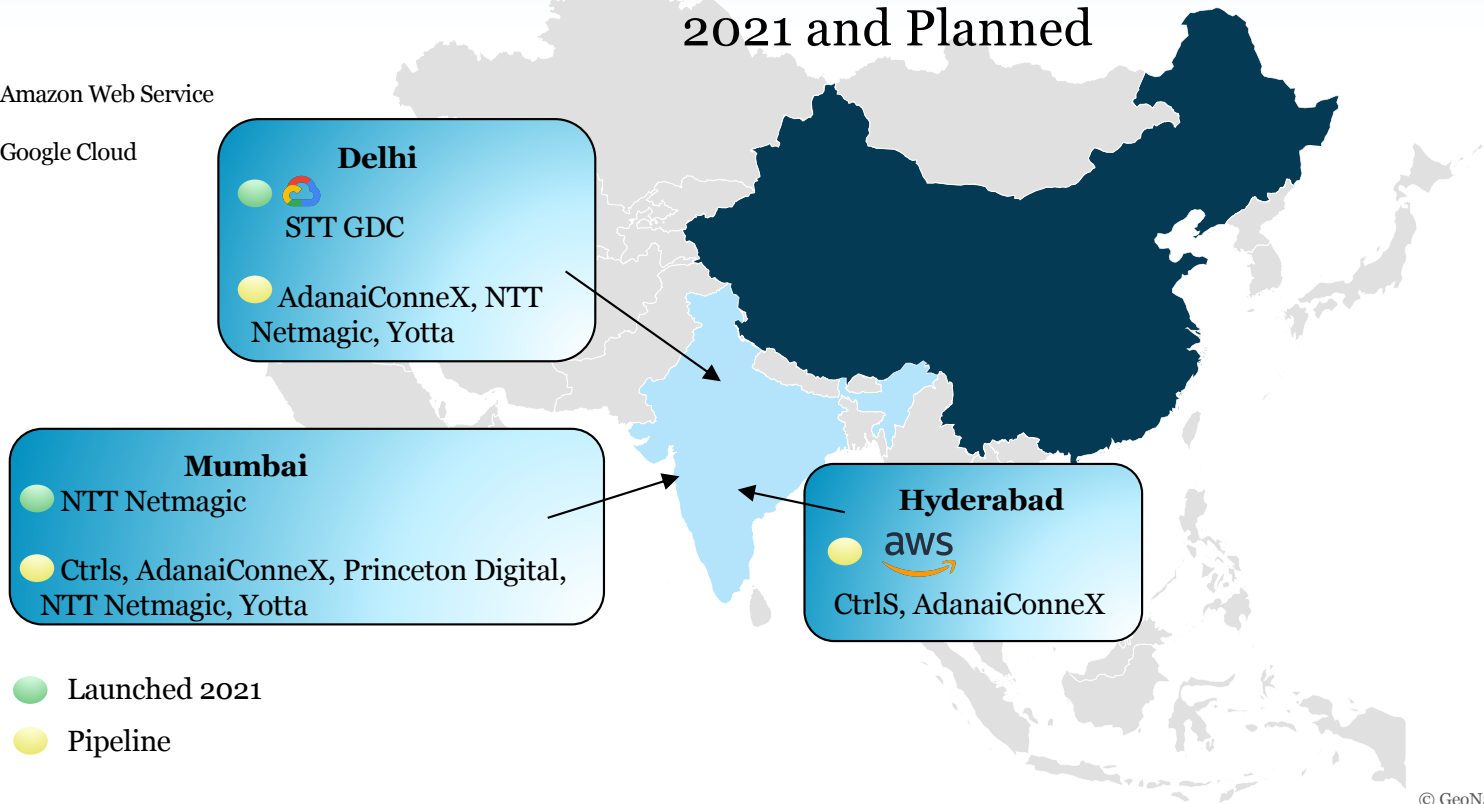 2021 and Planned
Amazon Web Service
Google Cloud
Delhi
STT GDC
AdanaiConneX, NTT
Netmagic, Yotta
Mumbai
NTT Netmagic
Ctrls, AdanaiConneX, Princeton Digital,
NTT Netmagic, Yotta
Hyderabad
aws
CtrlS, AdanaiConneX
Launched 2021
Pipeline
© GeoNa